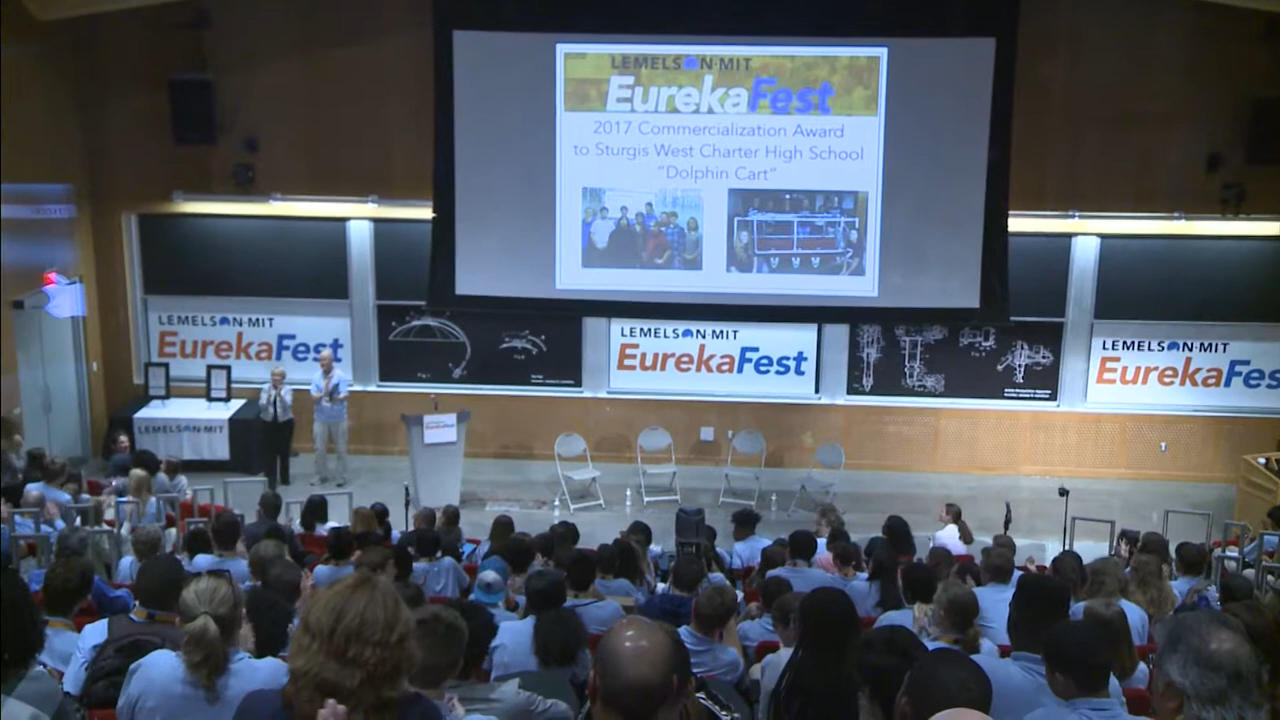 LEMELSON-MIT
EurekaFest
2017 Commercialization Award
to Sturgis West Charter High School
"Dolphin Cart"
LEMELSON-MIT
EurekaFest
LEMELSON-MIT
EurekaFest
LEMELSON-MIT
EurekaFes
LEMELSON-MIT
EurekaFest